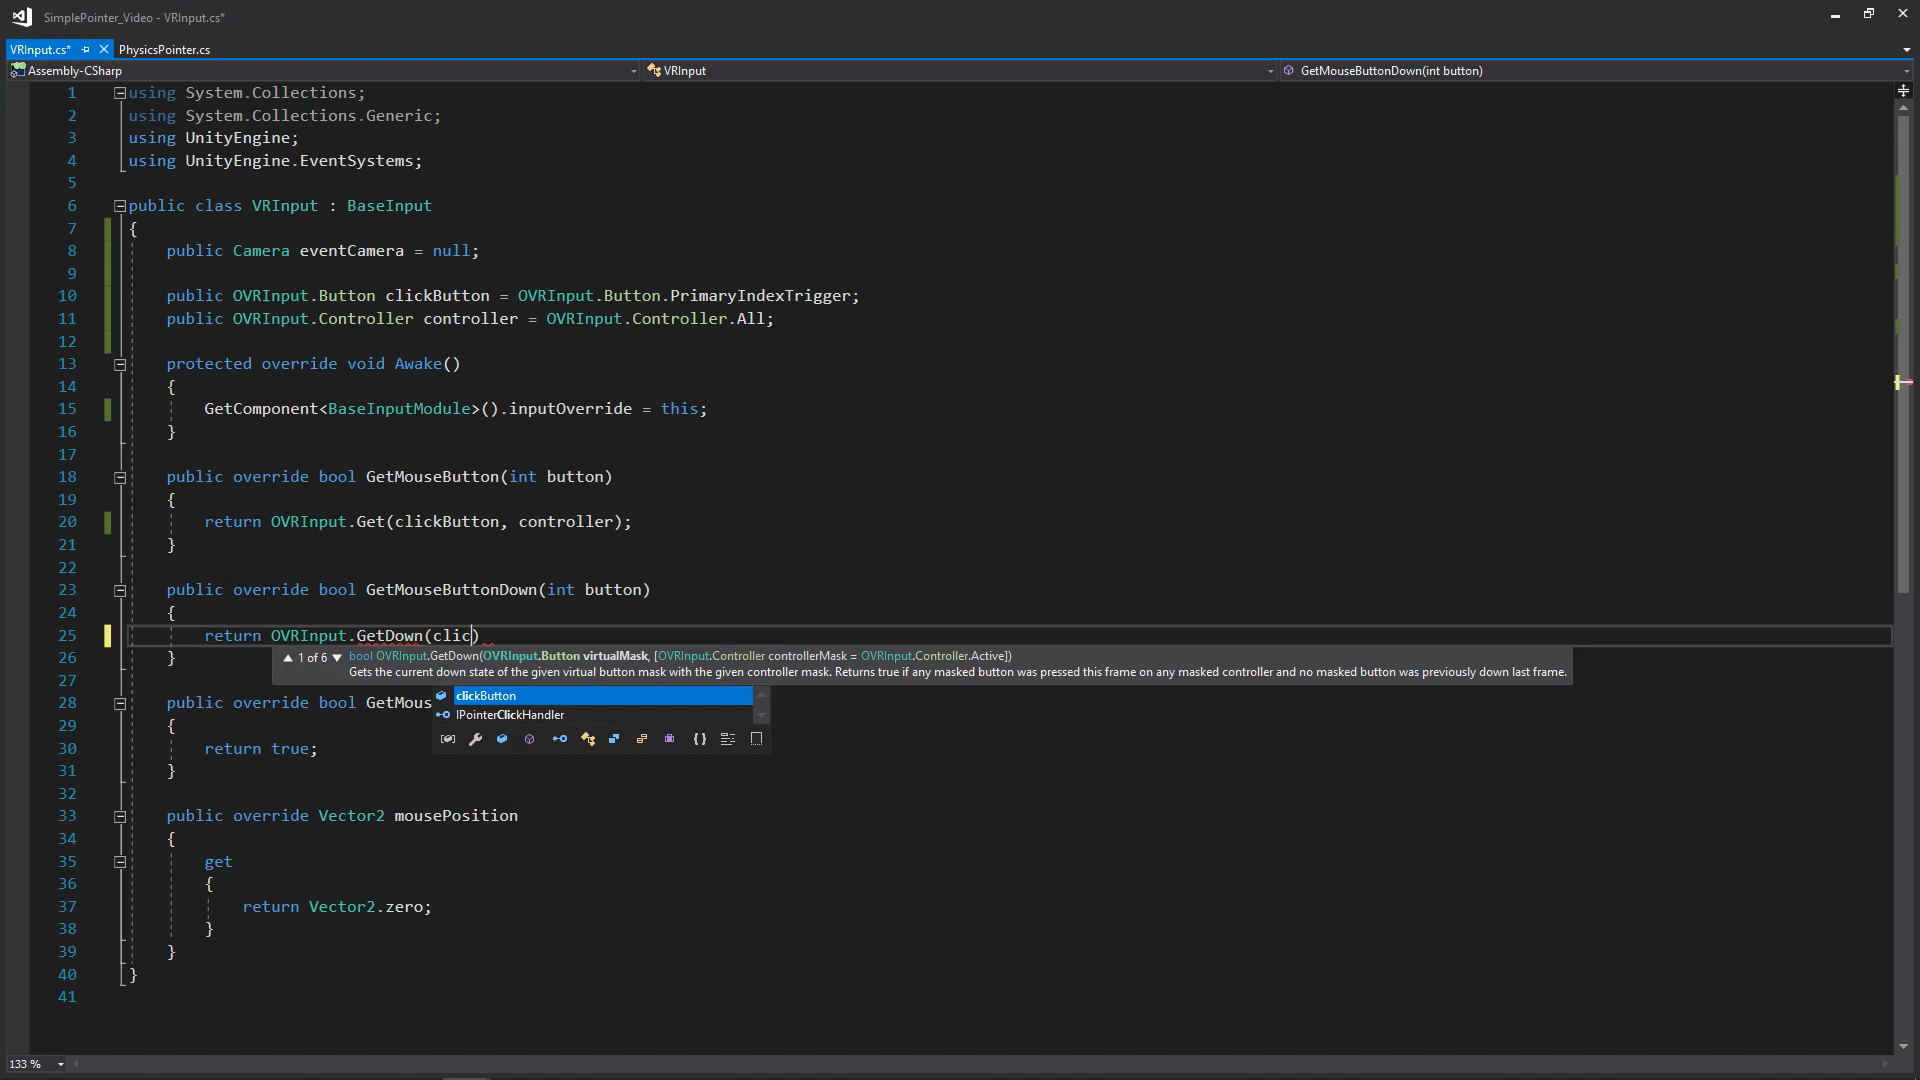 SimplePointer_Video - VRInput.cs*
VRInput.cs* PhysicsPointer.cs
Assembly-CSharp VRInput GetMouseButtonDown(int button)
1 using System.Collections;
2 using System.Collections.Generic;
3 using UnityEngine;
4 using UnityEngine.EventSystems;
5
6 public class VRInput : BaseInput
7 {
8 public Camera eventCamera = null;
9
10 public OVRInput.Button clickButton = OVRInput.Button.PrimaryIndexTrigger;
11 public OVRInput.Controller controller = OVRInput.Controller.All;
12
13 protected override void Awake()
14 {
15 GetComponent<BaseInputModule>().inputOverride = this;
16 }
17
18 public override bool GetMouseButton(int button)
19 {
20 return OVRInput.Get(clickButton, controller);
21 }
22
23 public override bool GetMouseButtonDown(int button)
24 {
25 return OVRInput.GetDown(clic)
26 }
1 of 6 bool OVRInput.GetDown(OVRInput.Button virtualMask, [OVRInput.Controller controllerMask = OVRInput.Controller.Active])
Gets the current down state of the given virtual button mask with the given controller mask. Returns true if any masked button was pressed this frame on any masked controller and no masked button was previously down last frame.
27
clickButton
28 public override bool GetMous
IPointerClickHandler
29 {
30 return true;
31 }
32
33 public override Vector2 mousePosition
34 {
35 get
36 {
37 return Vector2.zero;
38 }
39 }
40 }
41
133 %